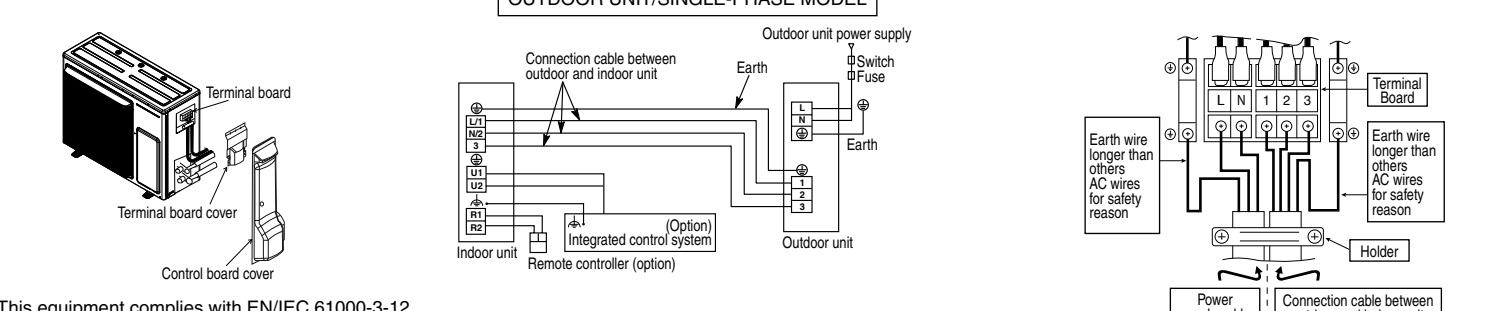 OUTDOOR UNIT/SINGLE-PHASE MODEL
Terminal board
Terminal board cover
Control board cover
This equipment complies with EN/IEC 61000-3-12
Outdoor unit power supply
Switch
Fuse
Connection cable between
outdoor and indoor unit
Earth
L/1
N/2
3
U1
U2
R1
R2
Indoor unit
Remote controller (option)
(Option)
Integrated control system
L
N
Earth
1
2
3
Outdoor unit
L N 1 2 3
Terminal
Board
Earth wire
longer than
others
AC wires
for safety
reason
Earth wire
longer than
others
AC wires
for safety
reason
Holder
Power
Connection cable between